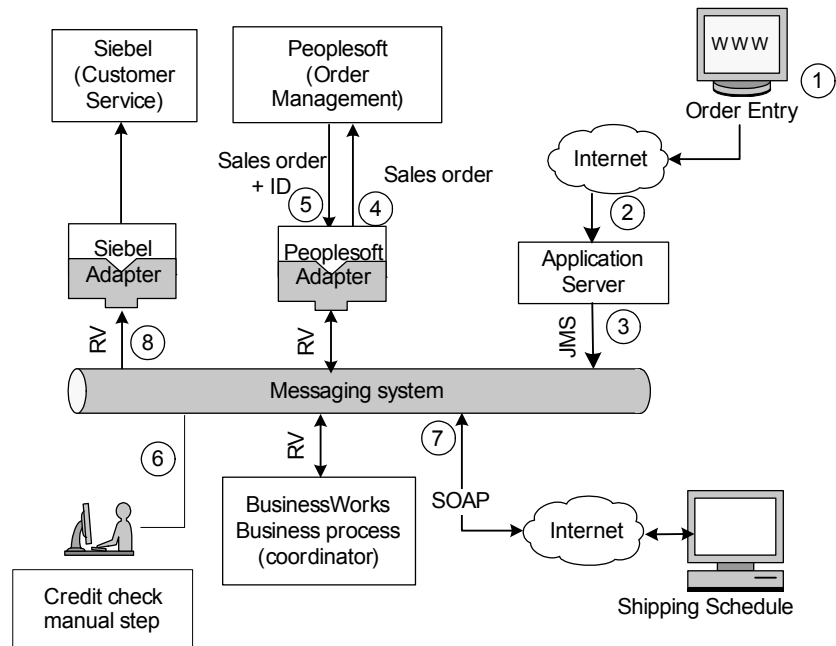 Siebel
(Customer
Service)
Peoplesoft
(Order
Management)
WWW
1
Order Entry
Internet
Sales order
+ ID
5
4
Sales order
2
Siebel
Adapter
Peoplesoft
Adapter
Application
Server
RV
8
RV
JMS
3
Messaging system
6
RV
7
SOAP
BusinessWorks
Business process
(coordinator)
Internet
Credit check
manual step
Shipping Schedule